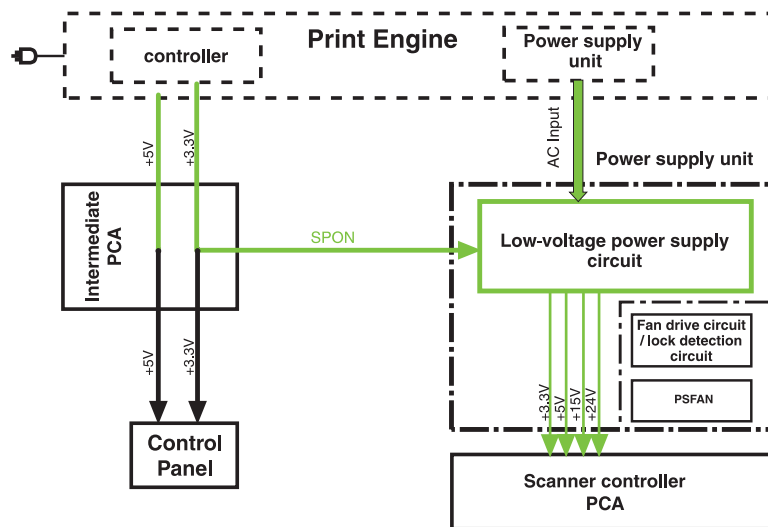 Print Engine
controller
Power supply
unit
+5V
+3.3V
AC Input
Power supply unit
Intermediate
PCA
SPON
Low-voltage power supply
circuit
+5V
+3.3V
+3.3V
+5V
+15V
+24V
Fan drive circuit
/ lock detection
circuit
PSFAN
Control
Panel
Scanner controller
PCA